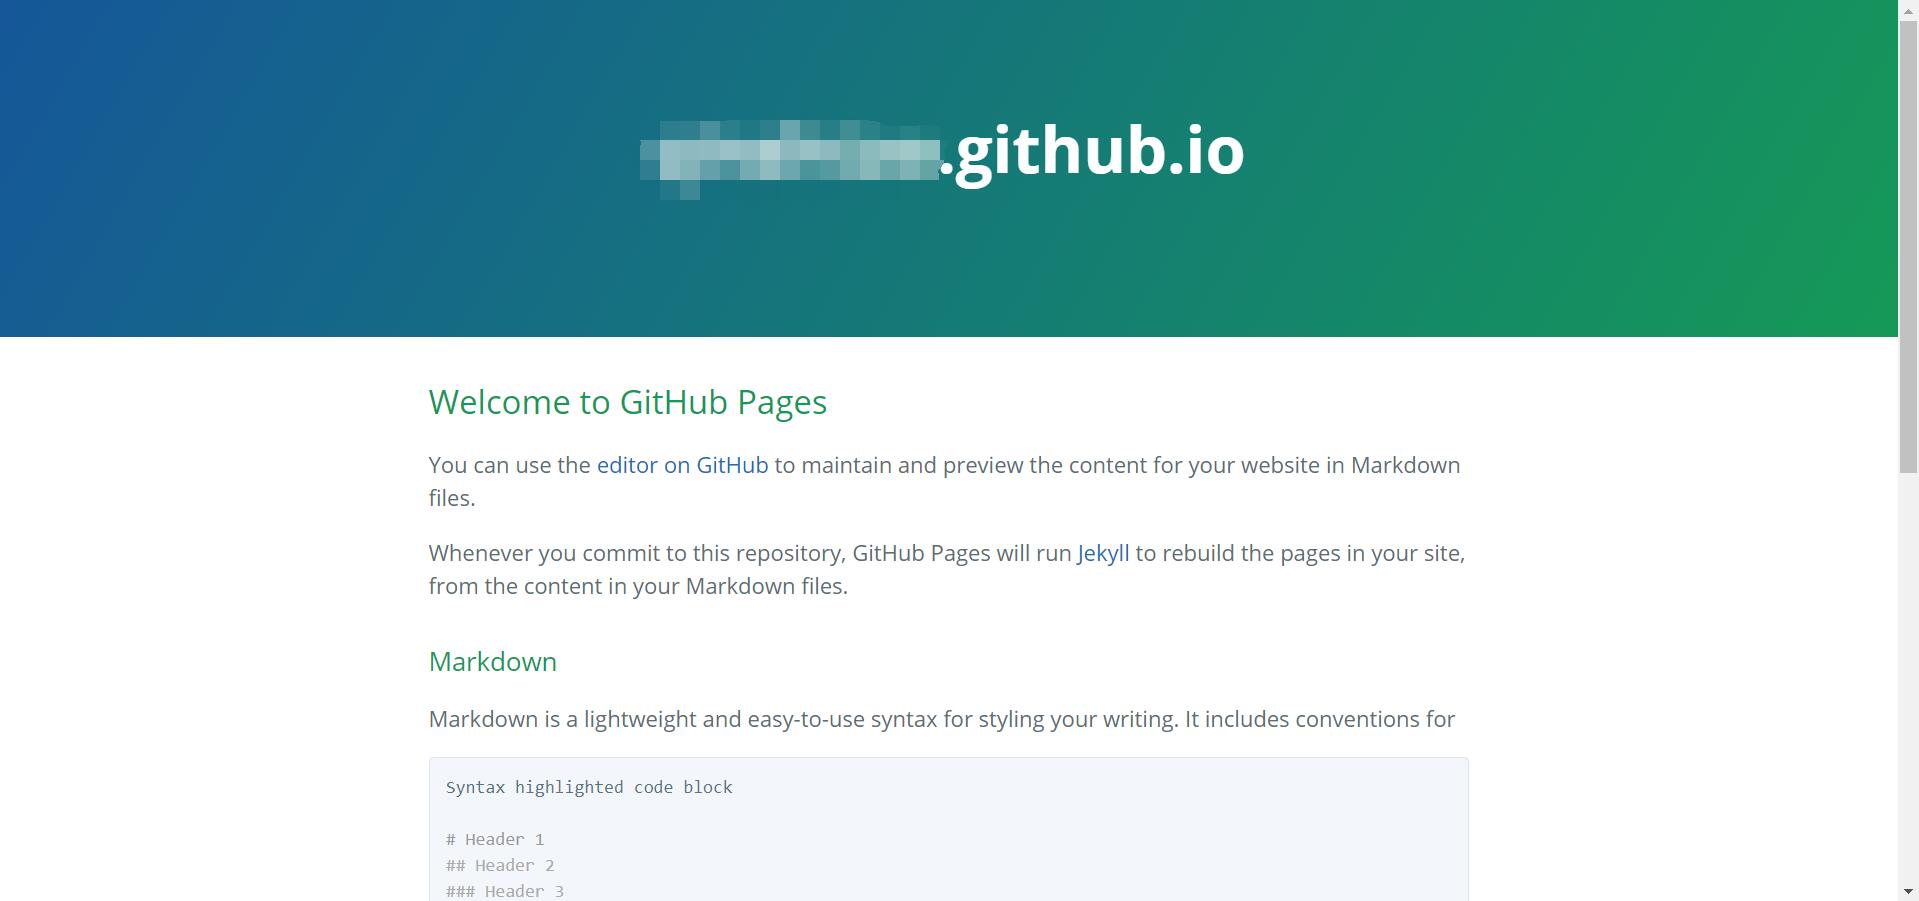 .github.io
Welcome to GitHub Pages
You can use the editor on GitHub to maintain and preview the content for your website in Markdown
files.
Whenever you commit to this repository, GitHub Pages will run Jekyll to rebuild the pages in your site,
from the content in your Markdown files.
Markdown
Markdown is a lightweight and easy-to-use syntax for styling your writing. It includes conventions for
Syntax highlighted code block
# Header 1
## Header 2
### Header 3